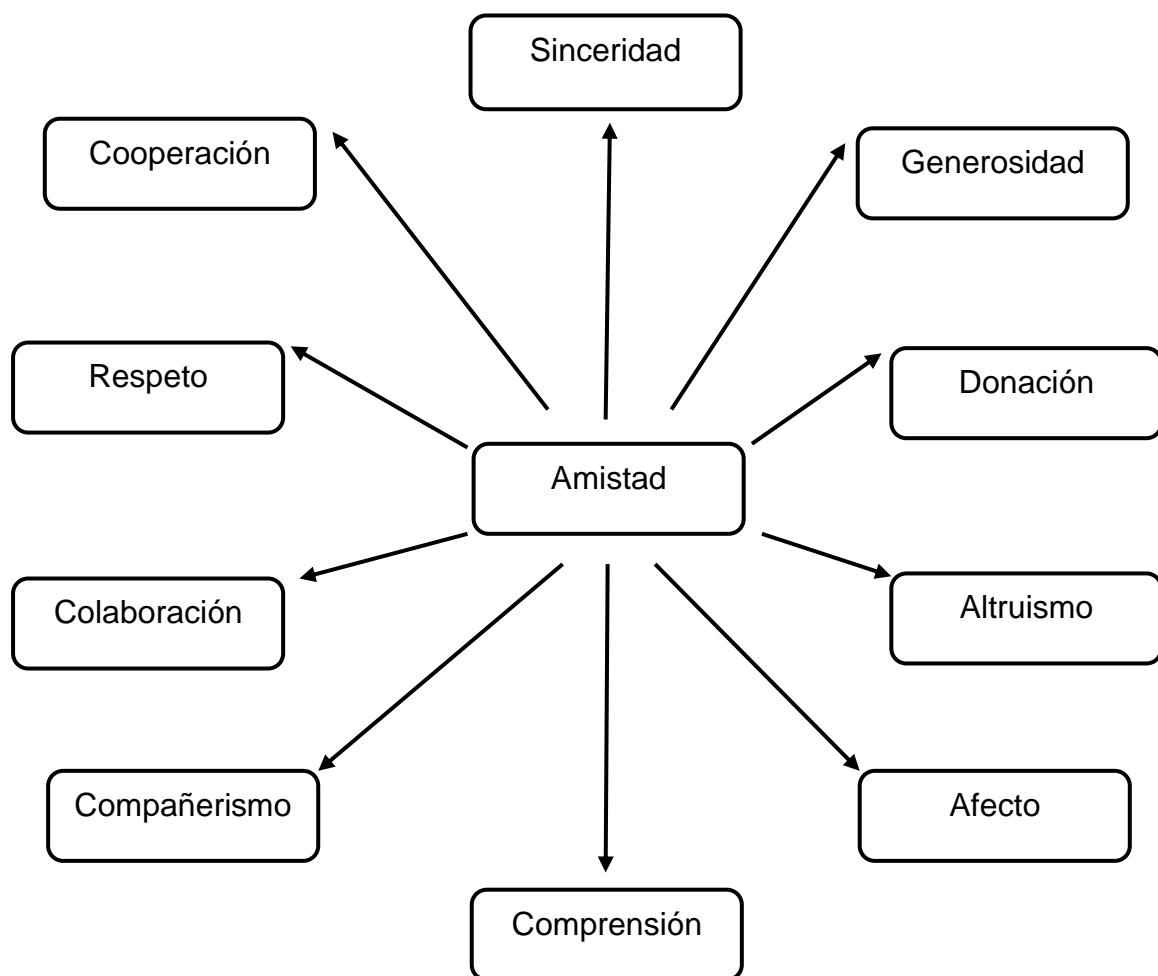 Sinceridad
Cooperación
Generosidad
Respeto
Donación
Amistad
Colaboración
Altruismo
Compañerismo
Afecto
Comprensión